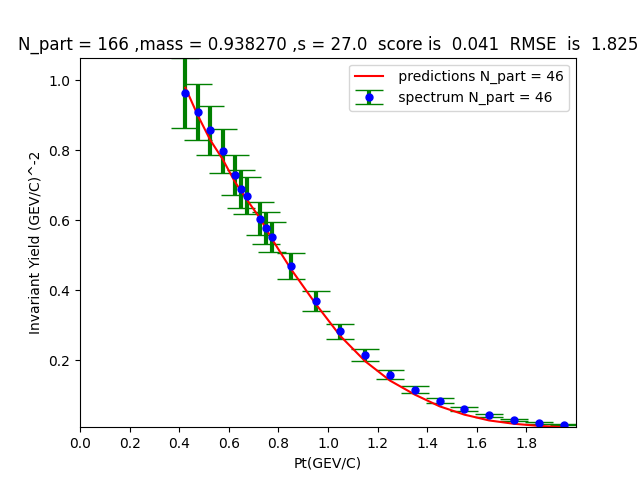 N_part = 166 ,mass = 0.938270 ,s = 27.0  score is  0.041  RMSE  is  1.825
predictions N_part = 46
spectrum N_part = 46
Invariant Yield (GEV/C)^-2
1.0
0.8
0.6
0.4
0.2
0.0 0.2 0.4 0.6 0.8 1.0 1.2 1.4 1.6 1.8
Pt(GEV/C)